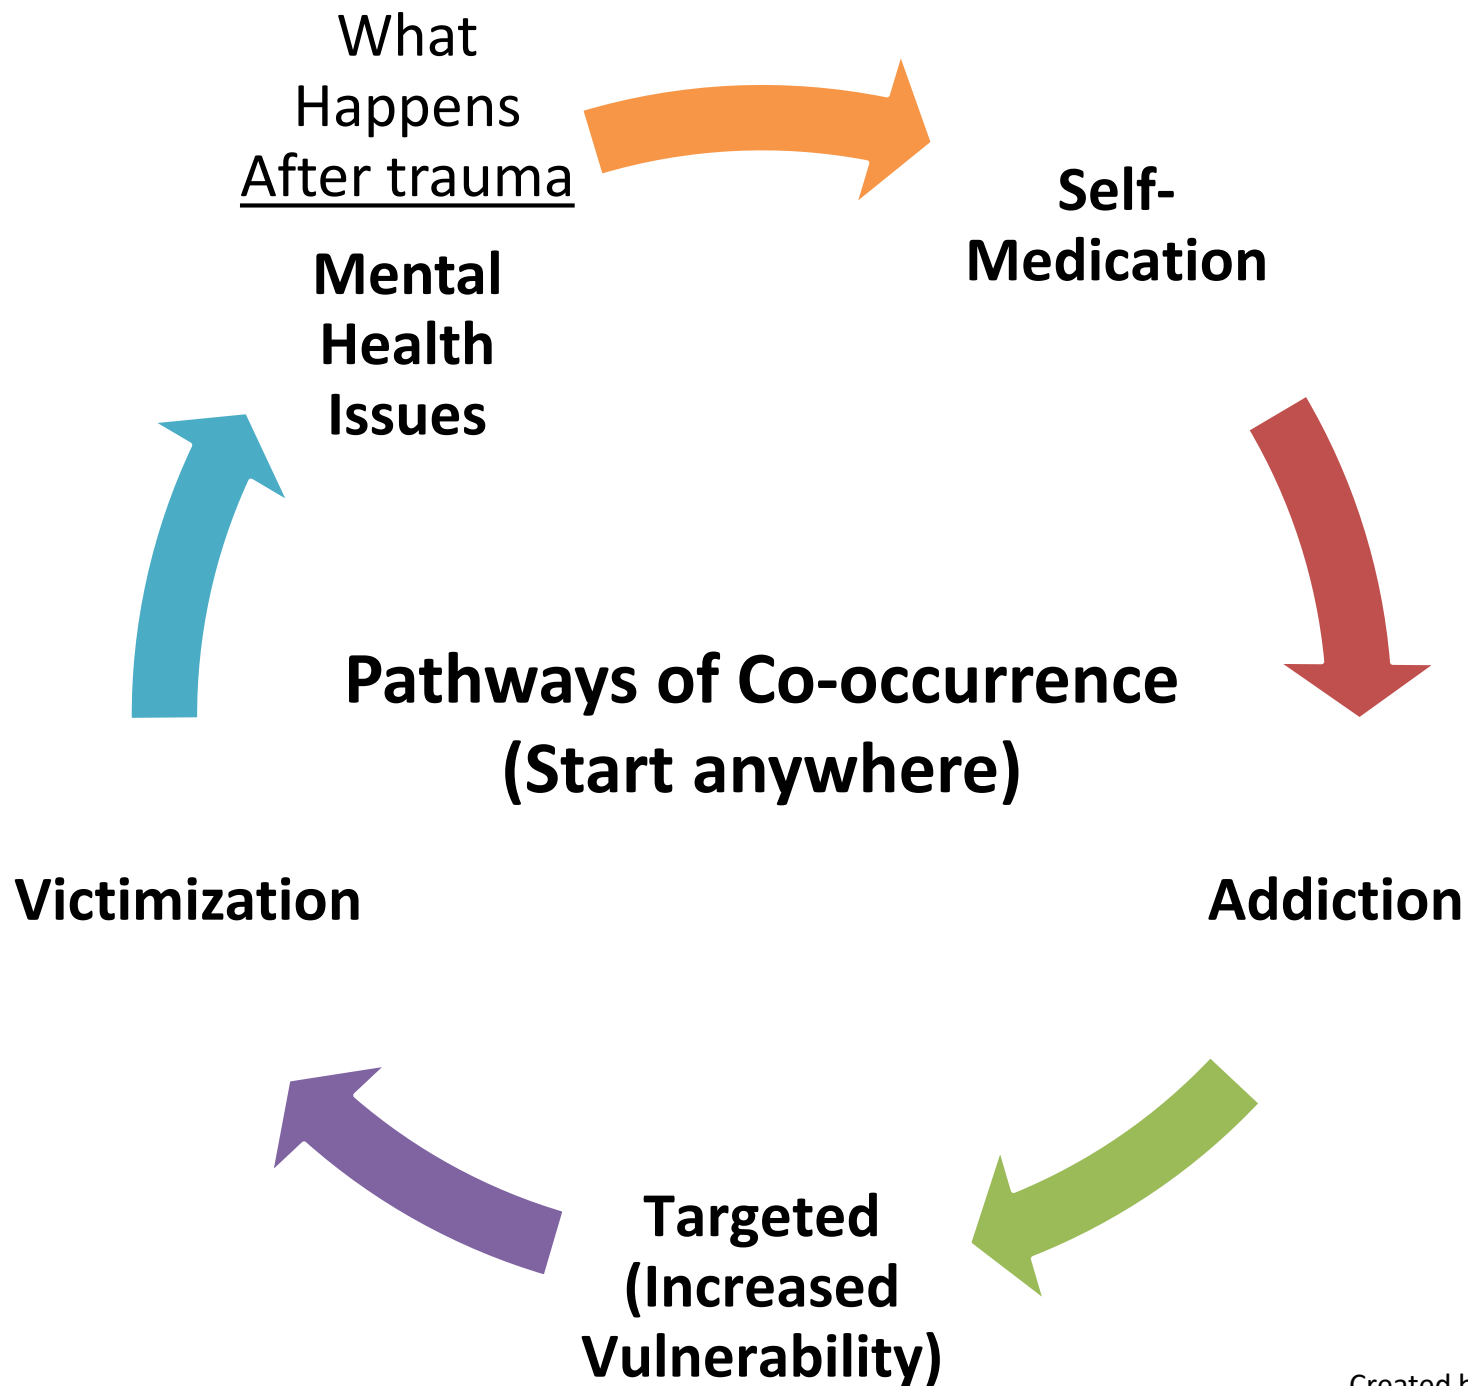 What
Happens
After trauma
Mental
Health
Issues
Self-
Medication
Pathways of Co-occurrence
(Start anywhere)
Victimization
Addiction
Targeted
(Increased
Vulnerability)
Created